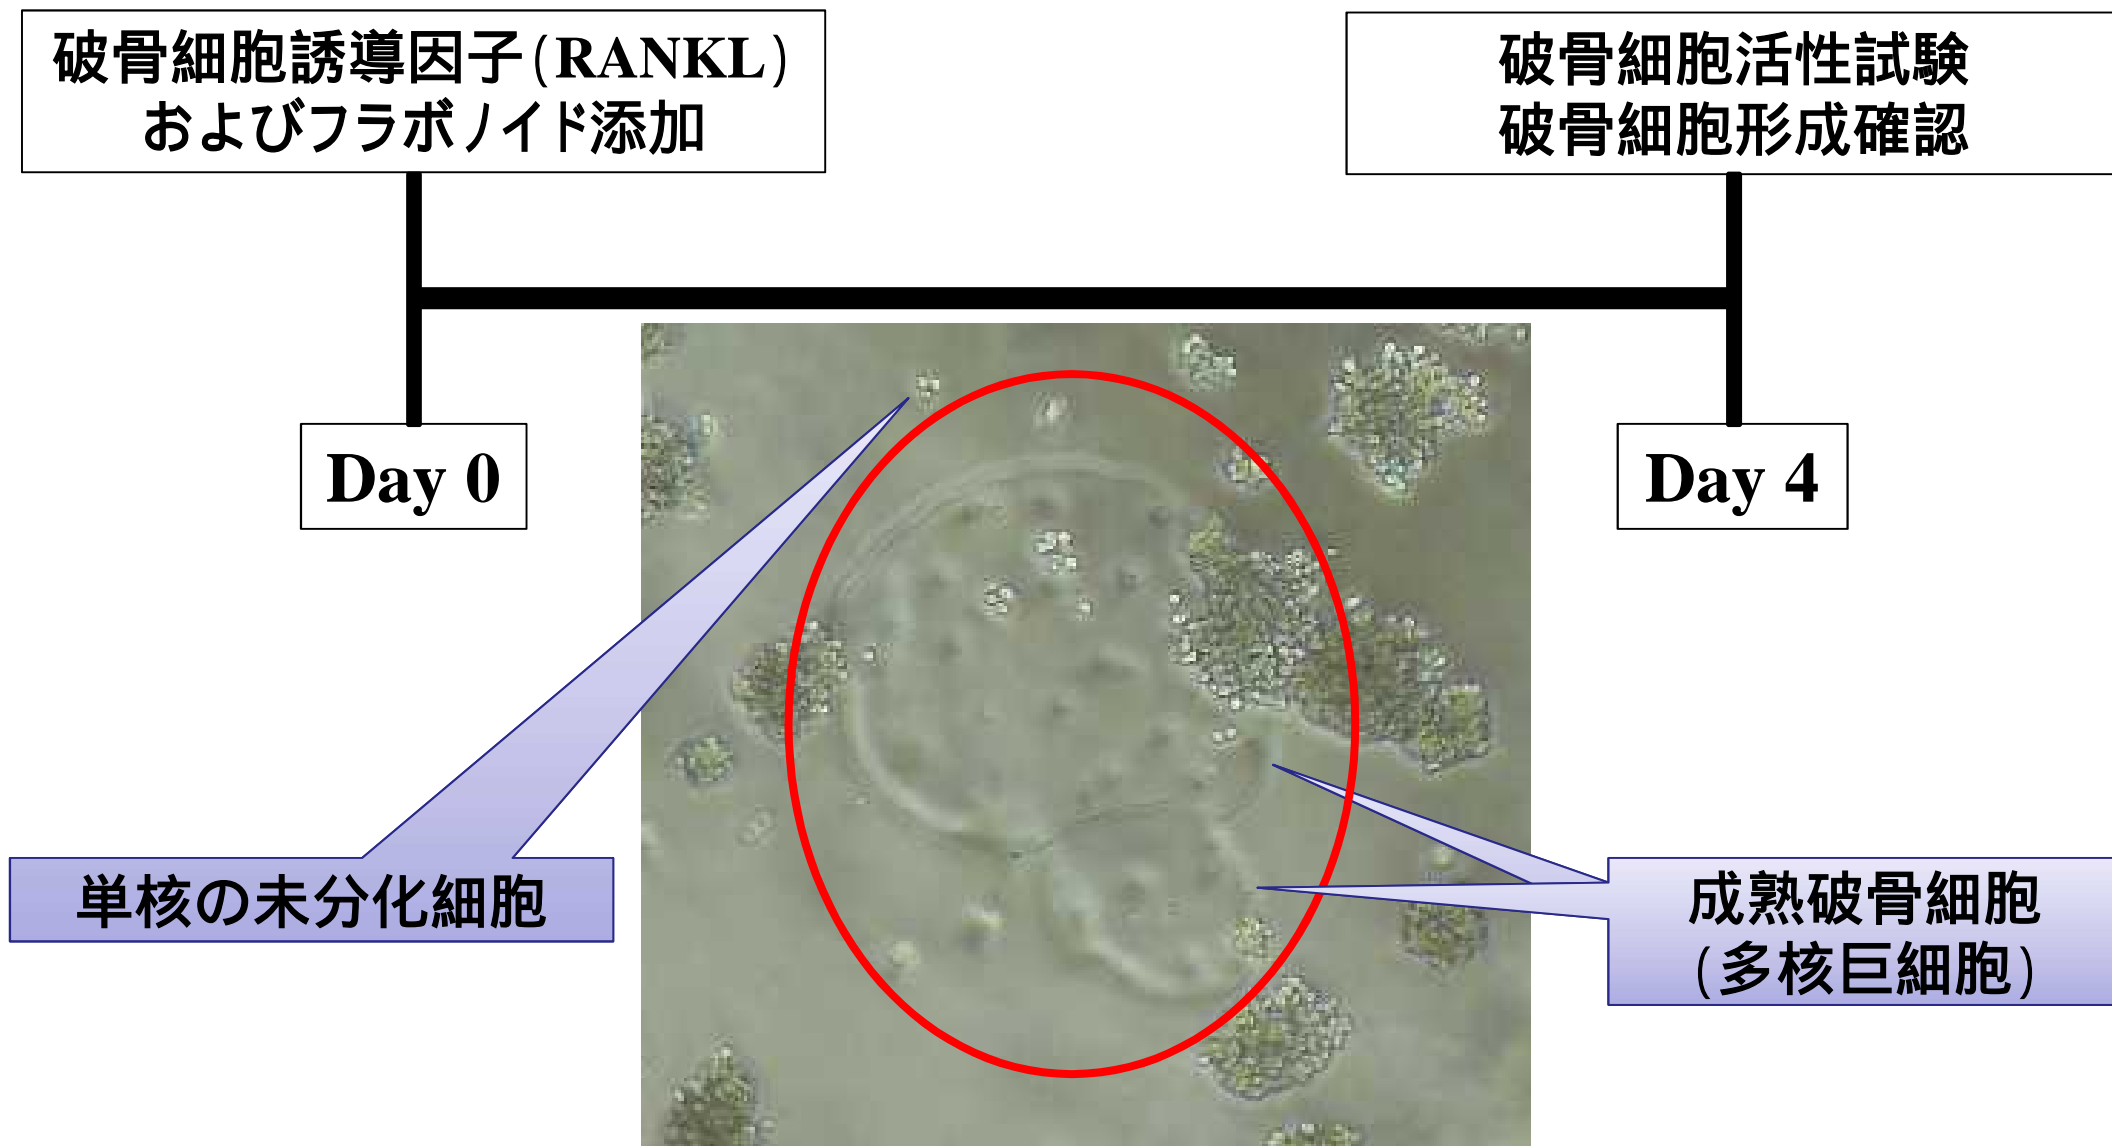 破骨細胞誘導因子(RANKL)
およびフラボノイド添加
破骨細胞活性試験
破骨細胞形成確認
Day 0
Day 4
単核の未分化細胞
成熟破骨細胞
(多核巨細胞)